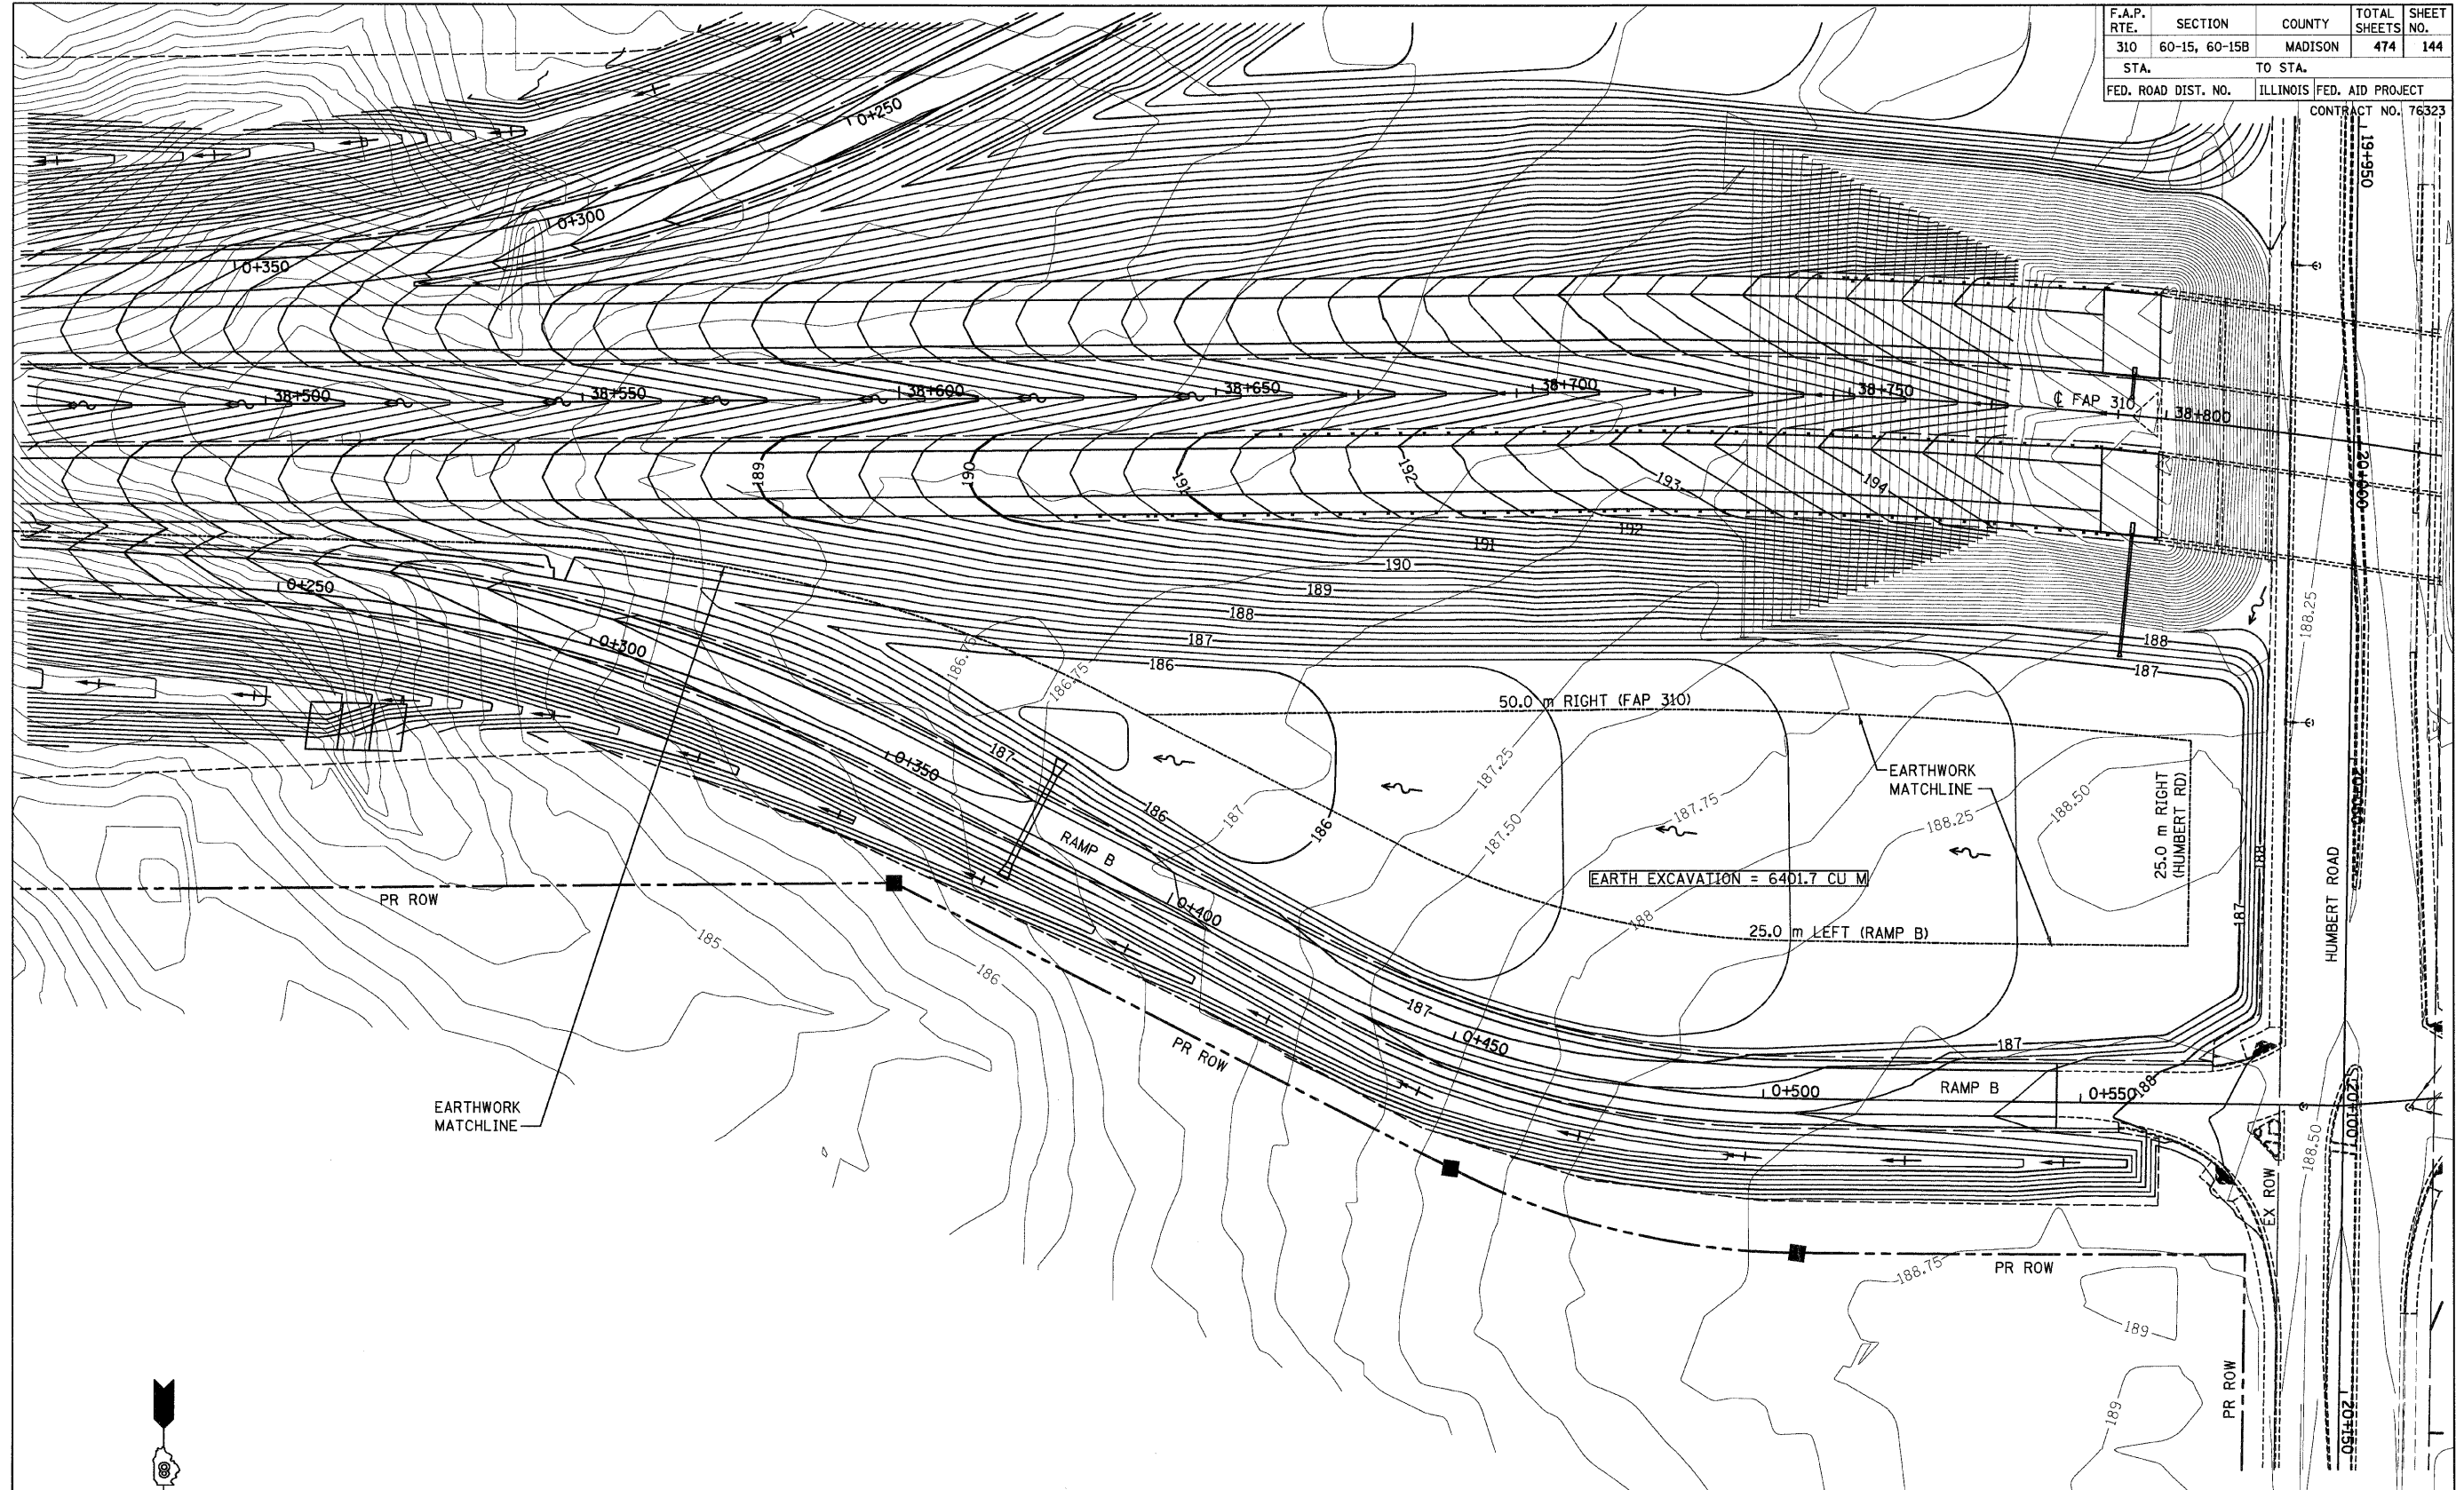 F.A.P. RTE. SECTION COUNTY TOTAL SHEETS SHEET NO.
310 60-15, 60-15B MADISON 474 144
STA. TO STA.
FED. ROAD DIST. NO. ILLINOIS FED. AID PROJECT
CONTRACT NO. 76323
19+950
0+250
0+300
0+350
38+500
38+550
38+600
38+650
38+700
38+750
℄ FAP 310
38+800
189
190
191
192
193
194
20+000
192
191
190
189
188
187
186
188
187
188.25
0+250
0+300
186.75
186.75
50.0 m RIGHT (FAP 310)
187
0+350
186
187
186
187.25
187.50
187.75
188.25
188.50
EARTHWORK
MATCHLINE
25.0 m RIGHT
(HUMBERT RD)
20+050
188
187
RAMP B
EARTH EXCAVATION = 6401.7 CU M
HUMBERT ROAD
PR ROW
0+400
188
25.0 m LEFT (RAMP B)
185
186
187
0+450
187
PR ROW
0+500
RAMP B
0+550
188
20+100
EARTHWORK
MATCHLINE
188.50
EX ROW
188.75
PR ROW
189
189
PR ROW
20+150